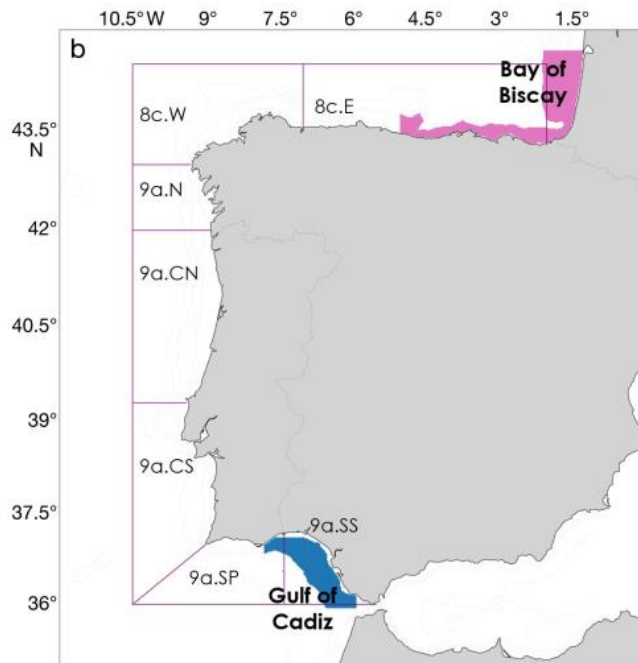 10.5°W 9° 7.5° 6° 4.5° 3° 1.5°
b
Bay of
Biscay
8c.W
8c.E
43.5°
N
9a.N
42°
9a.CN
40.5°
39°
9a.CS
37.5°
9a.SS
9a.SP
Gulf of
Cadiz
36°